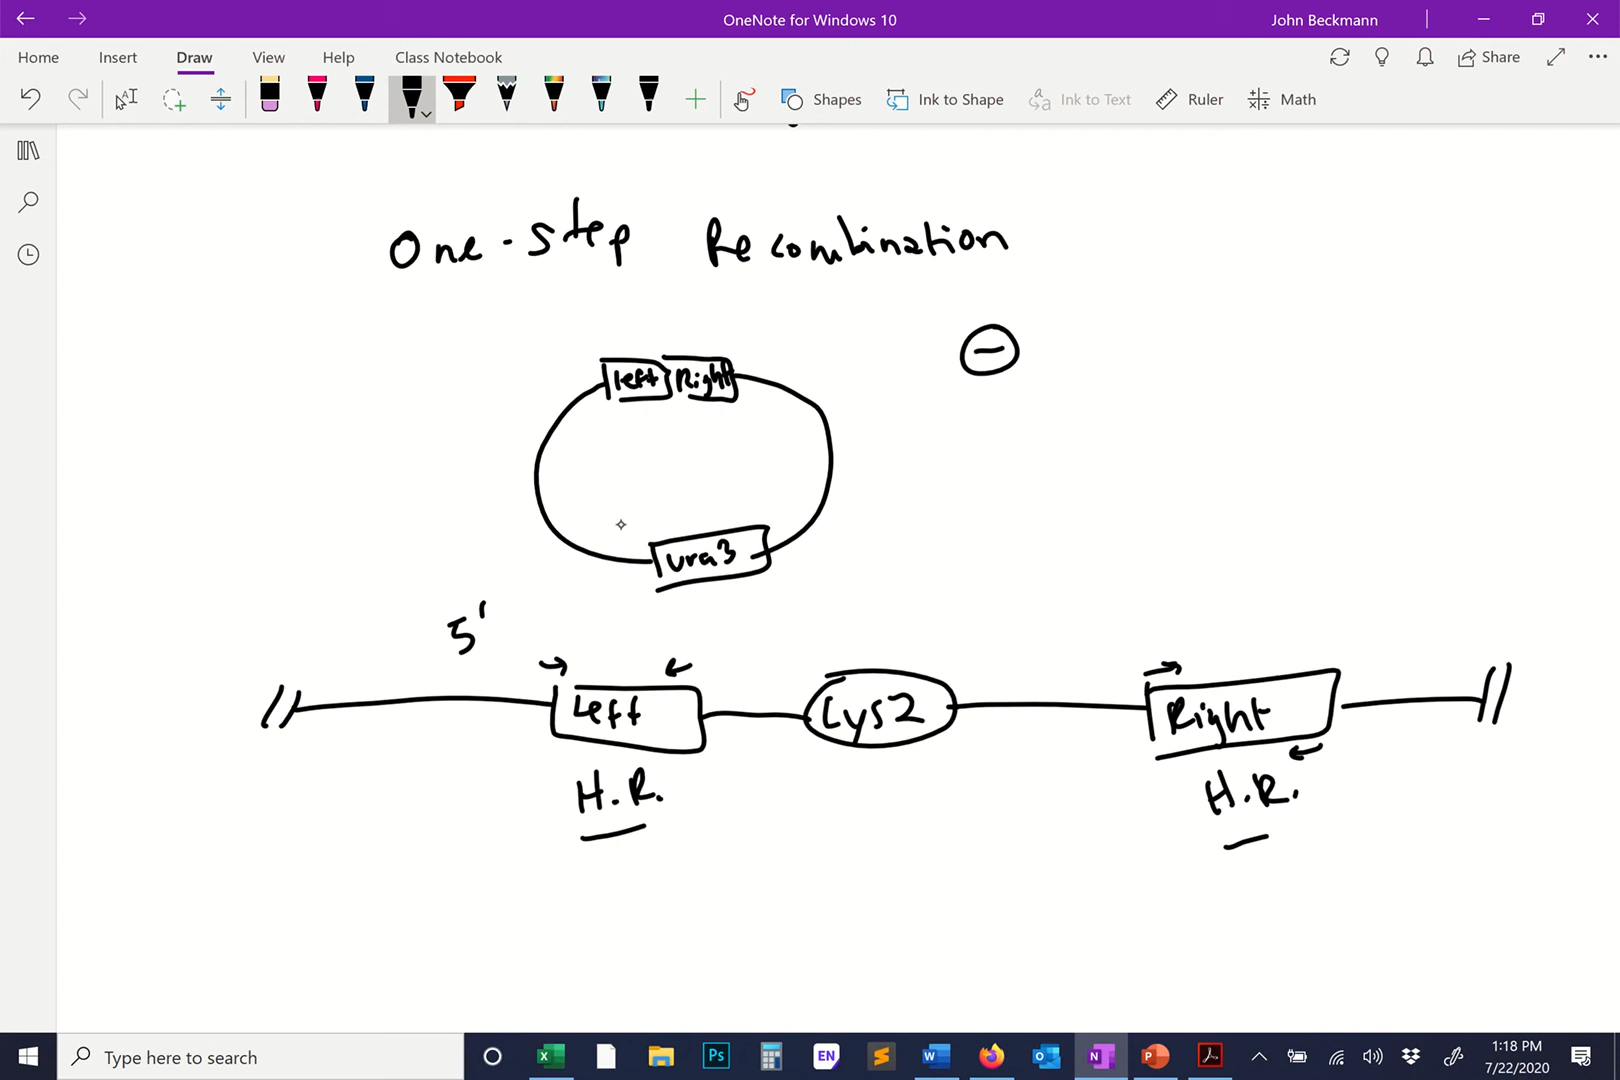 OneNote for Windows 10
John Beckmann
Home Insert Draw View Help Class Notebook
Share
Shapes Ink to Shape Ink to Text Ruler Math
One-Step Recombination
−
Left Right
Ura3
5'
Left Lys2 Right
H.R. H.R.
Type here to search
Ps EN
1:18 PM
7/22/2020